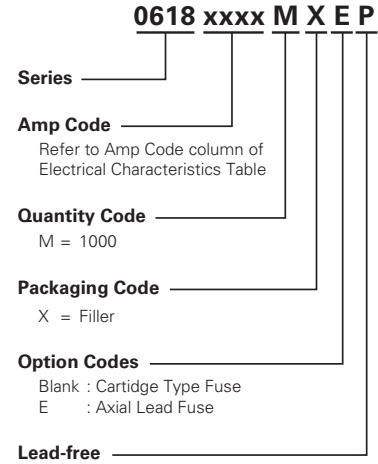 0618 xxxx M X E P
Series
Amp Code
Refer to Amp Code column of
Electrical Characteristics Table
Quantity Code
M = 1000
Packaging Code
X = Filler
Option Codes
Blank : Cartidge Type Fuse
E : Axial Lead Fuse
Lead-free